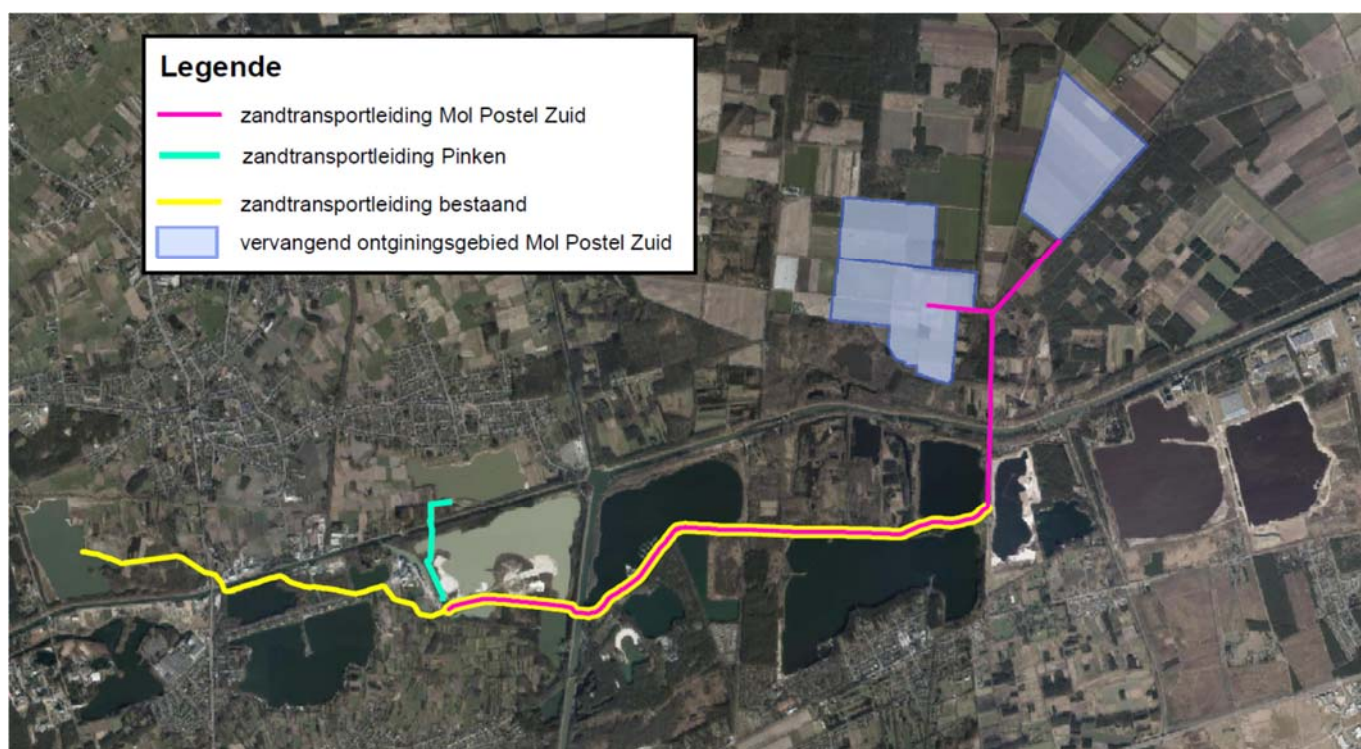 Legende
zandtransportleiding Mol Postel Zuid
zandtransportleiding Pinken
zandtransportleiding bestaand
vervangend ontginingsgebied Mol Postel Zuid